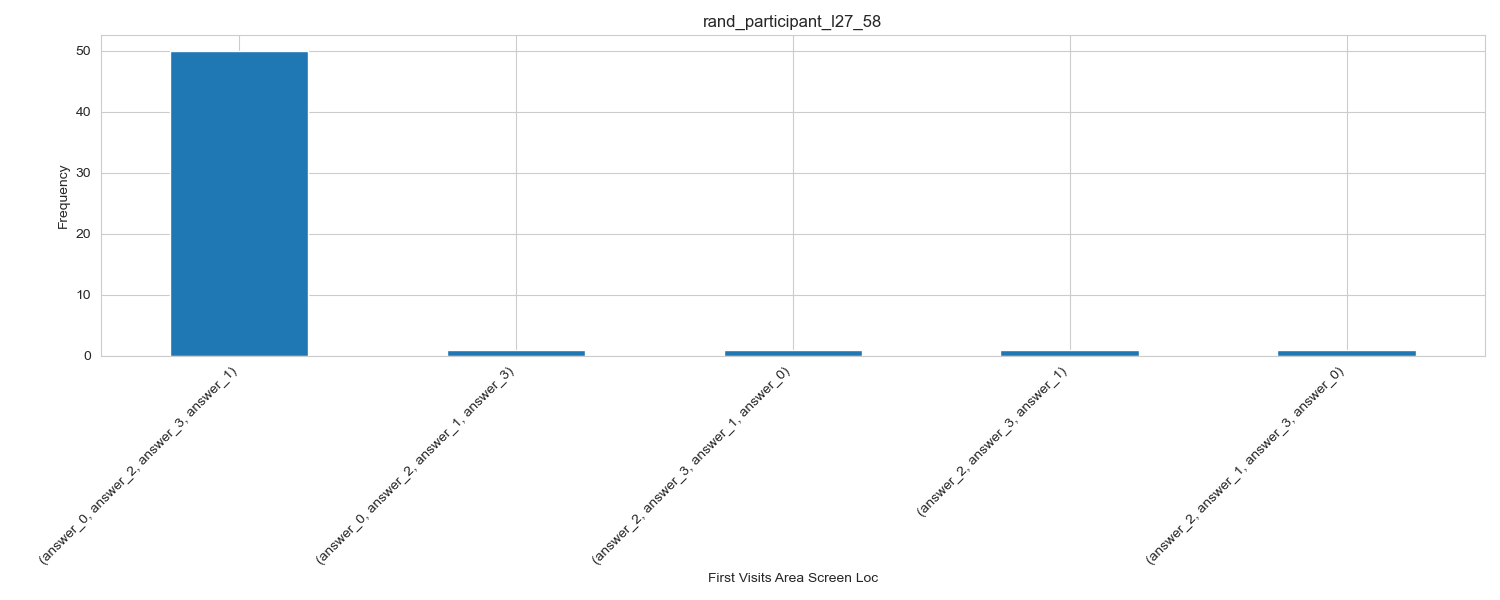 rand_participant_l27_58
50
40
30
20
10
0
Frequency
(answer_0, answer_2, answer_3, answer_1)
(answer_0, answer_2, answer_1, answer_3)
(answer_2, answer_3, answer_1, answer_0)
(answer_2, answer_3, answer_1)
(answer_2, answer_1, answer_3, answer_0)
First Visits Area Screen Loc